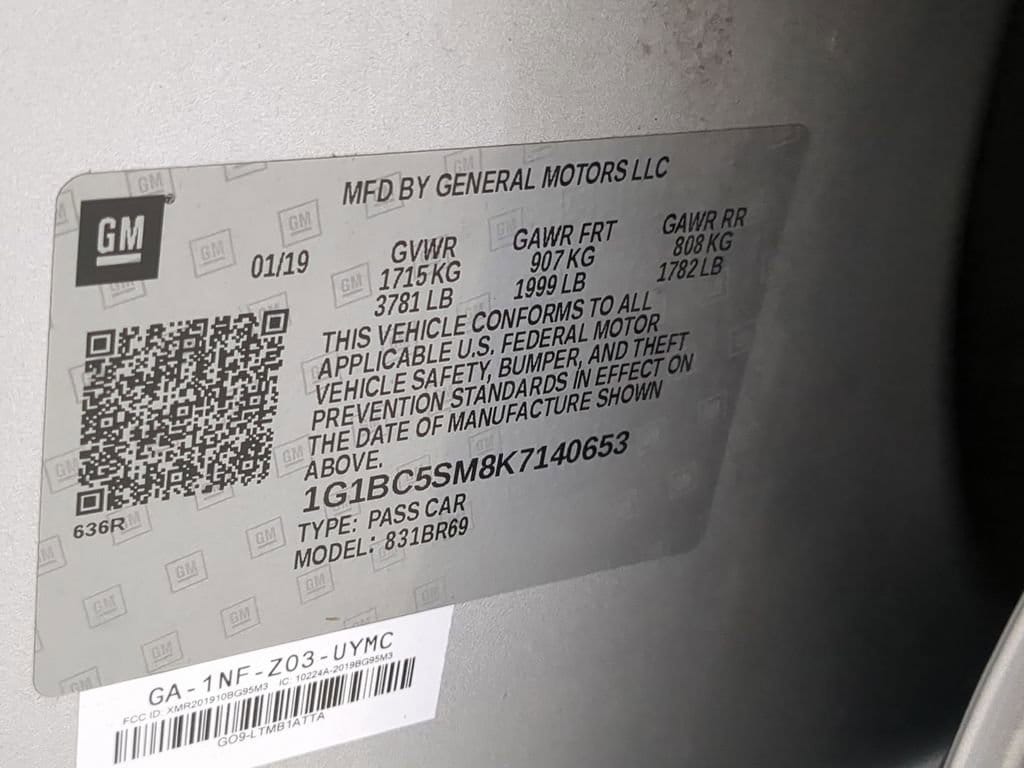 MFD BY GENERAL MOTORS LLC
GM
01/19
GVWR
1715 KG
3781 LB
GAWR FRT
907 KG
1999 LB
GAWR RR
808 KG
1782 LB
THIS VEHICLE CONFORMS TO ALL
APPLICABLE U.S. FEDERAL MOTOR
VEHICLE SAFETY, BUMPER, AND THEFT
PREVENTION STANDARDS IN EFFECT ON
THE DATE OF MANUFACTURE SHOWN
ABOVE.
1G1BC5SM8K7140653
TYPE: PASS CAR
MODEL: 831BR69
636R
GA-1NF-Z03-UYMC
FCC ID: XMR201910BG95M3 IC: 10224A-2019BG95M3
GO9-LTMB1ATTA